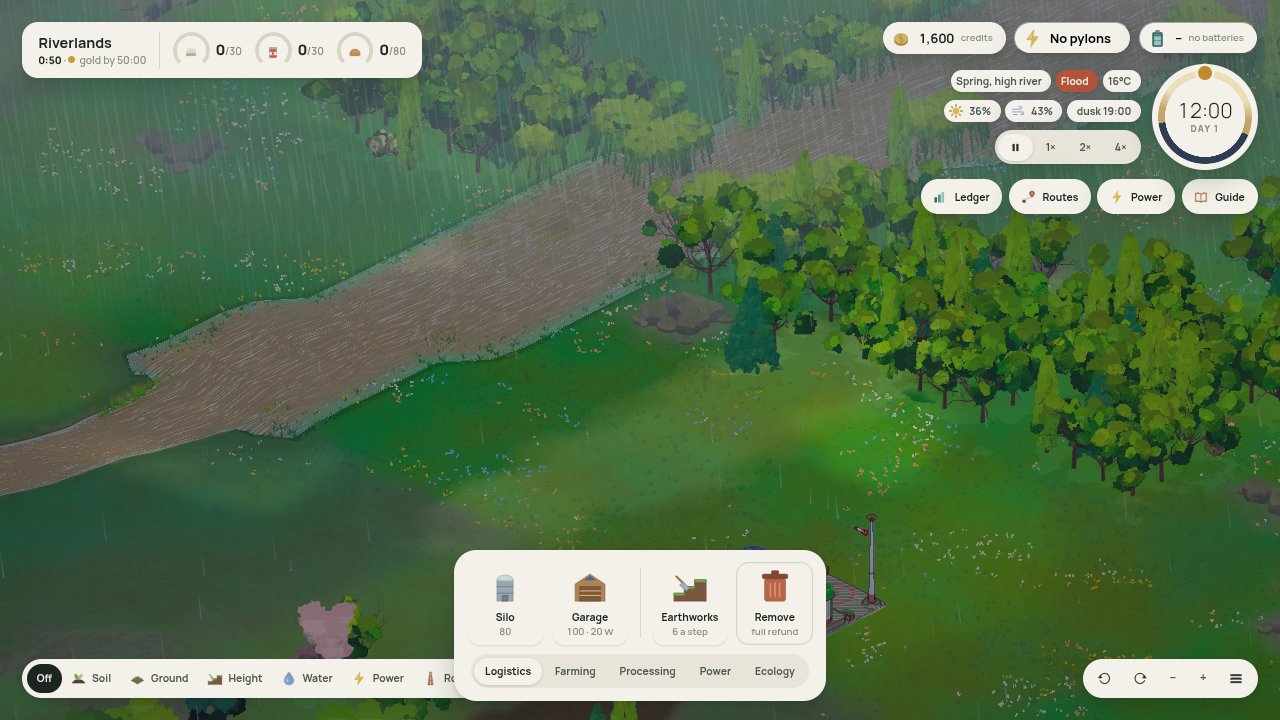 Riverlands
0:50 · gold by 50:00
0/30
0/30
0/80
1,600 credits
No pylons
– no batteries
Spring, high river
Flood
16°C
36%
43%
dusk 19:00
12:00
DAY 1
1×
2×
4×
Ledger
Routes
Power
Guide
Silo
80
Garage
100 · 20 W
Earthworks
6 a step
Remove
full refund
Logistics
Farming
Processing
Power
Ecology
Off
Soil
Ground
Height
Water
Power
−
+